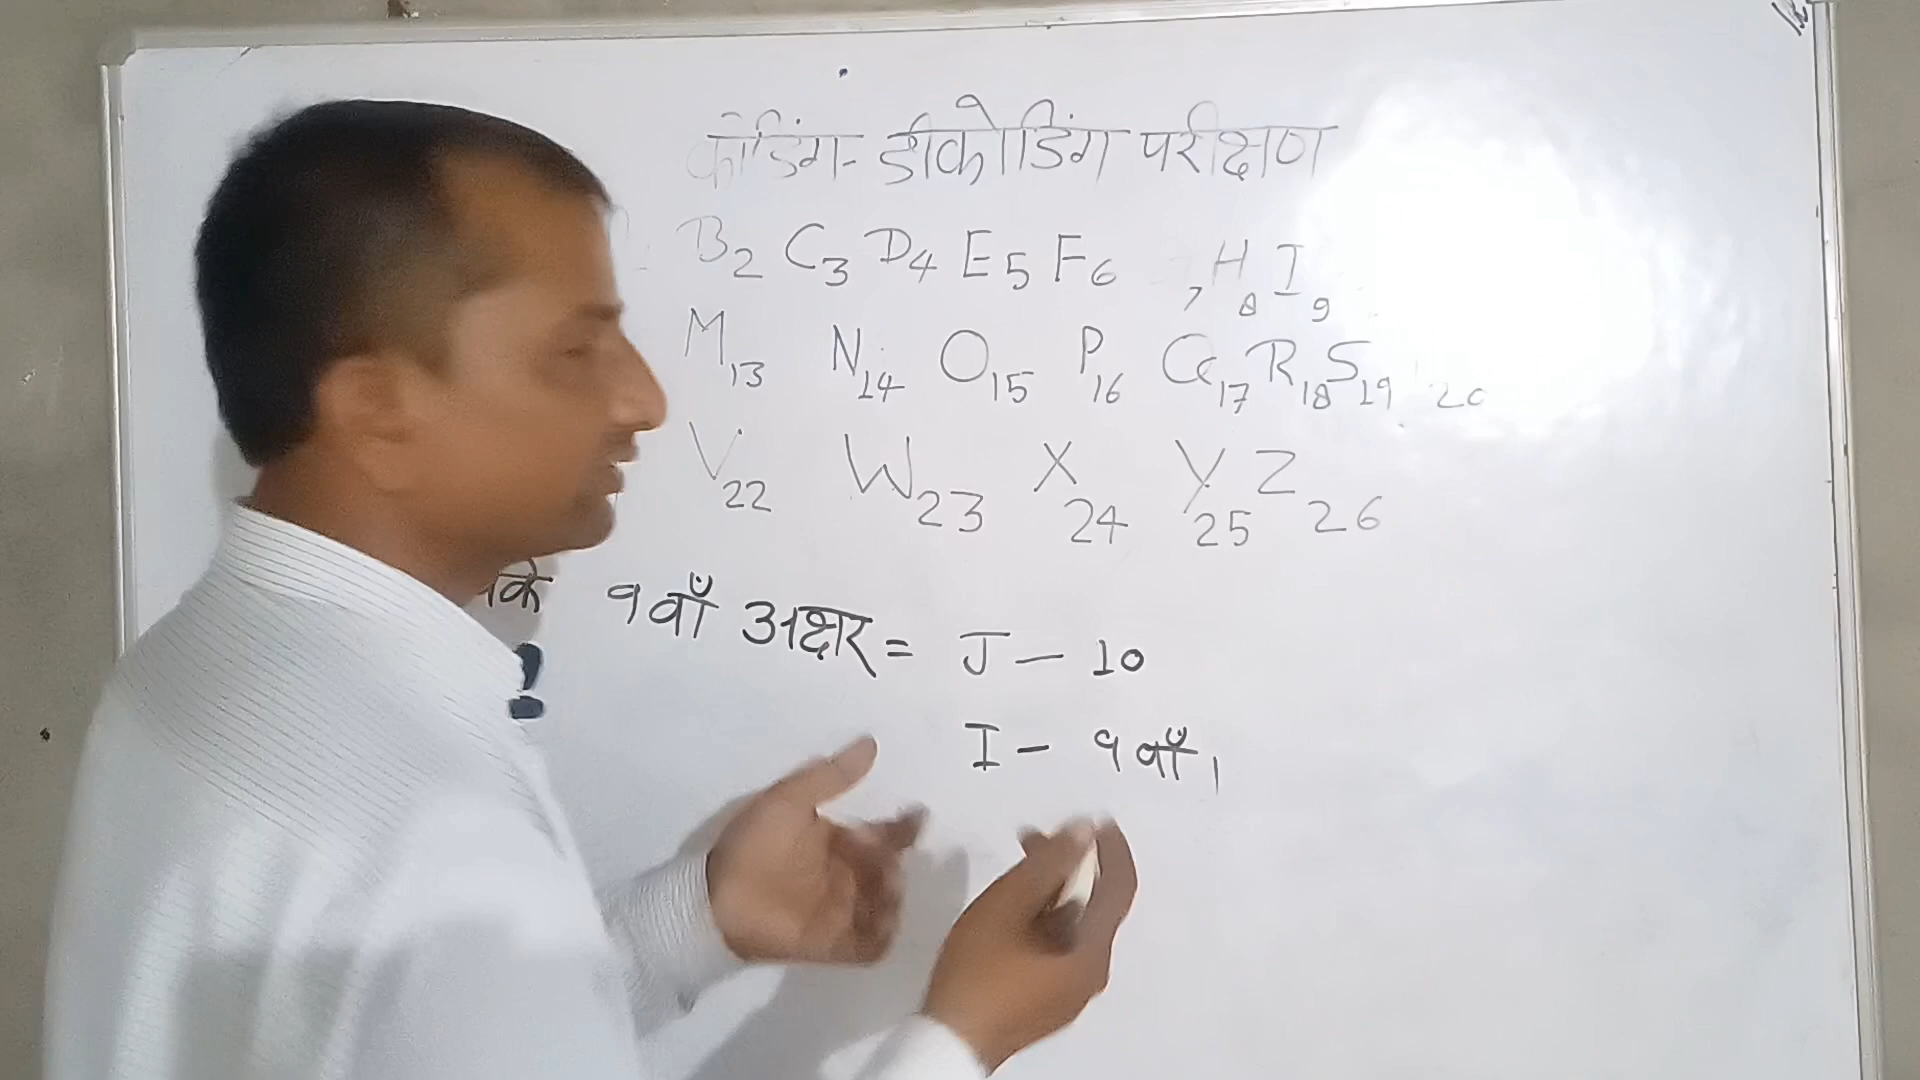 कोडिंग-डीकोडिंग परीक्षण
B2 C3 D4 E5 F6 7 H8 I9
M13 N14 O15 P16 Q17 R18 S19 20
V22 W23 X24 Y25 Z26
के 9वाँ अक्षर = J - 10
I - 9वाँ।